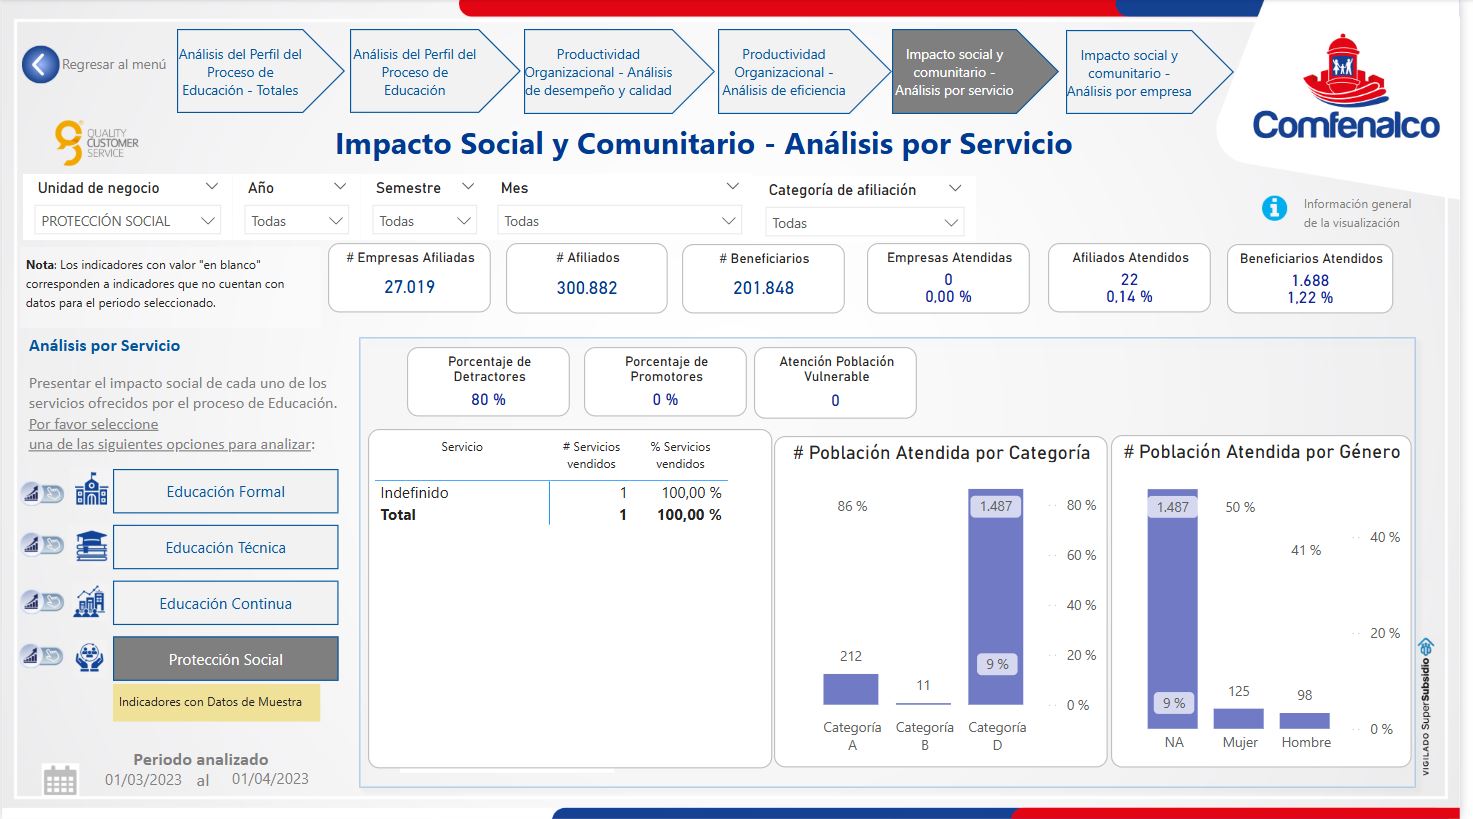 Regresar al menú
Análisis del Perfil del
Proceso de
Educación - Totales
Análisis del Perfil del
Proceso de
Educación
Productividad
Organizacional - Análisis
de desempeño y calidad
Productividad
Organizacional -
Análisis de eficiencia
Impacto social y
comunitario -
Análisis por servicio
Impacto social y
comunitario -
Análisis por empresa
Comfenalco
QUALITY
CUSTOMER
SERVICE
Impacto Social y Comunitario - Análisis por Servicio
Unidad de negocio
PROTECCIÓN SOCIAL
Año
Todas
Semestre
Todas
Mes
Todas
Categoría de afiliación
Todas
Información general
de la visualización
Nota: Los indicadores con valor "en blanco"
corresponden a indicadores que no cuentan con
datos para el periodo seleccionado.
# Empresas Afiliadas
27.019
# Afiliados
300.882
# Beneficiarios
201.848
Empresas Atendidas
0
0,00 %
Afiliados Atendidos
22
0,14 %
Beneficiarios Atendidos
1.688
1,22 %
Análisis por Servicio
Presentar el impacto social de cada uno de los
servicios ofrecidos por el proceso de Educación.
Por favor seleccione
una de las siguientes opciones para analizar:
Educación Formal
Educación Técnica
Educación Continua
Protección Social
Indicadores con Datos de Muestra
Periodo analizado
01/03/2023 al 01/04/2023
Porcentaje de
Detractores
80 %
Porcentaje de
Promotores
0 %
Atención Población
Vulnerable
0
Servicio # Servicios vendidos % Servicios vendidos
Indefinido 1 100,00 %
Total 1 100,00 %
# Población Atendida por Categoría
86 %
1.487
80 %
60 %
40 %
20 %
0 %
212
11
9 %
Categoría
A
Categoría
B
Categoría
D
# Población Atendida por Género
1.487
50 %
41 %
40 %
20 %
0 %
9 %
125
98
NA
Mujer
Hombre
VIGILADO SuperSubsidio